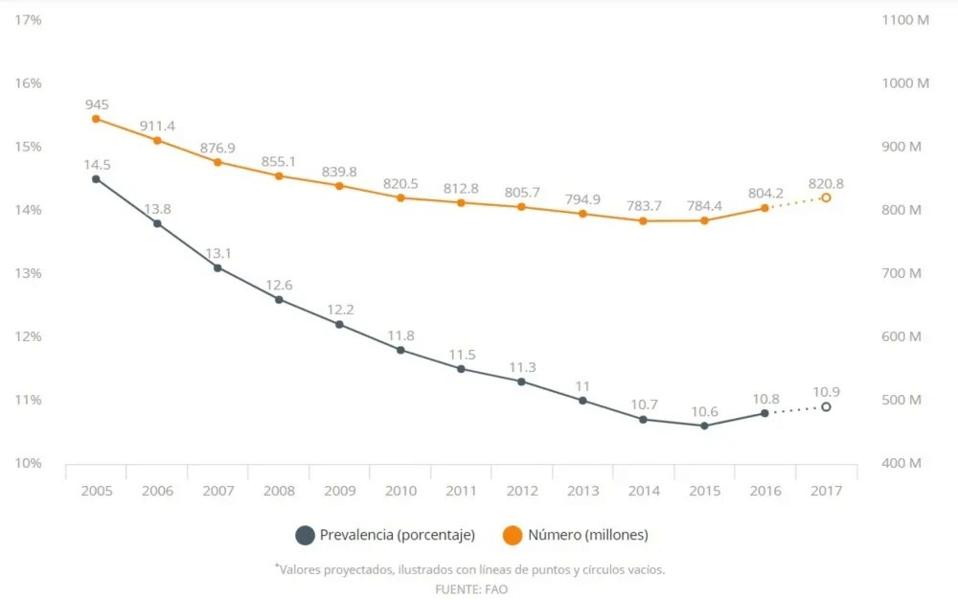 17%
1100 M
16%
1000 M
945
911.4
15%
876.9
900 M
855.1
14.5
839.8
820.5
812.8
805.7
794.9
783.7
784.4
804.2
820.8
14%
13.8
800 M
13%
13.1
700 M
12.6
12.2
12%
11.8
600 M
11.5
11.3
11%
11
10.7
10.6
10.8
10.9
500 M
10%
400 M
2005 2006 2007 2008 2009 2010 2011 2012 2013 2014 2015 2016 2017
Prevalencia (porcentaje) Número (millones)
*Valores proyectados, ilustrados con líneas de puntos y círculos vacíos.
FUENTE: FAO